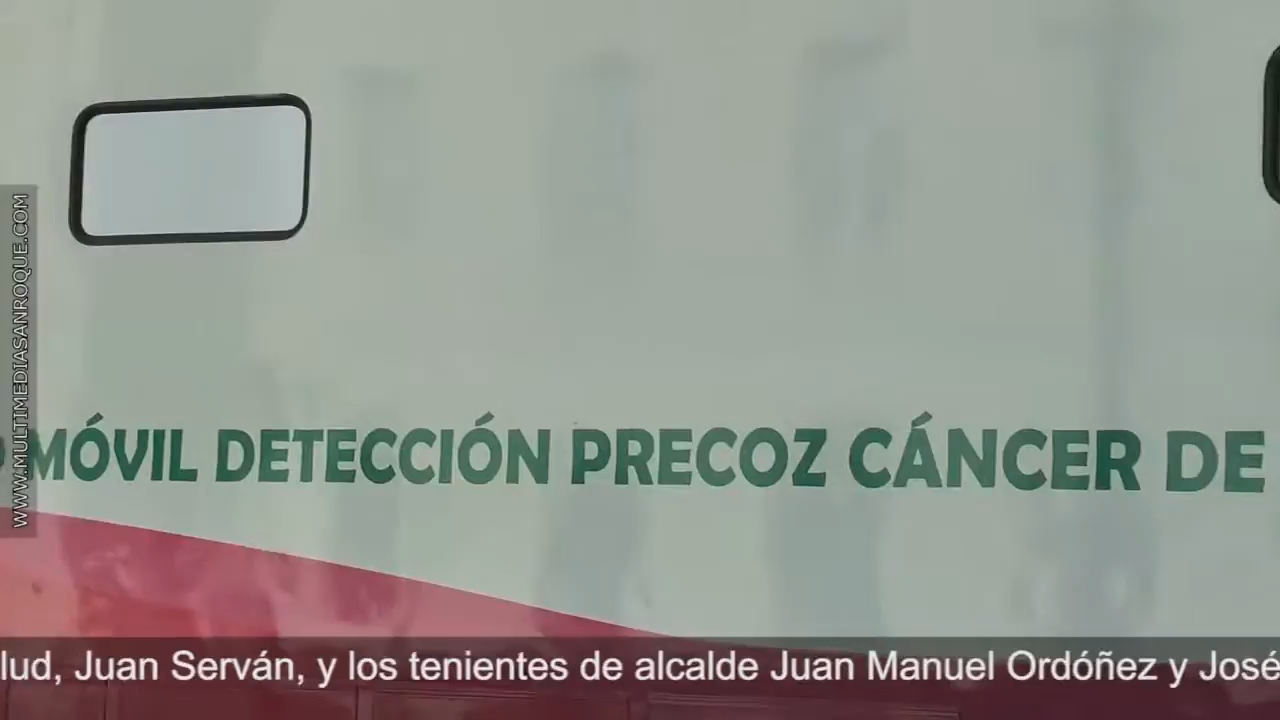 WWW.MULTIMEDIASANROQUE.COM
MÓVIL DETECCIÓN PRECOZ CÁNCER DE
lud, Juan Serván, y los tenientes de alcalde Juan Manuel Ordóñez y José